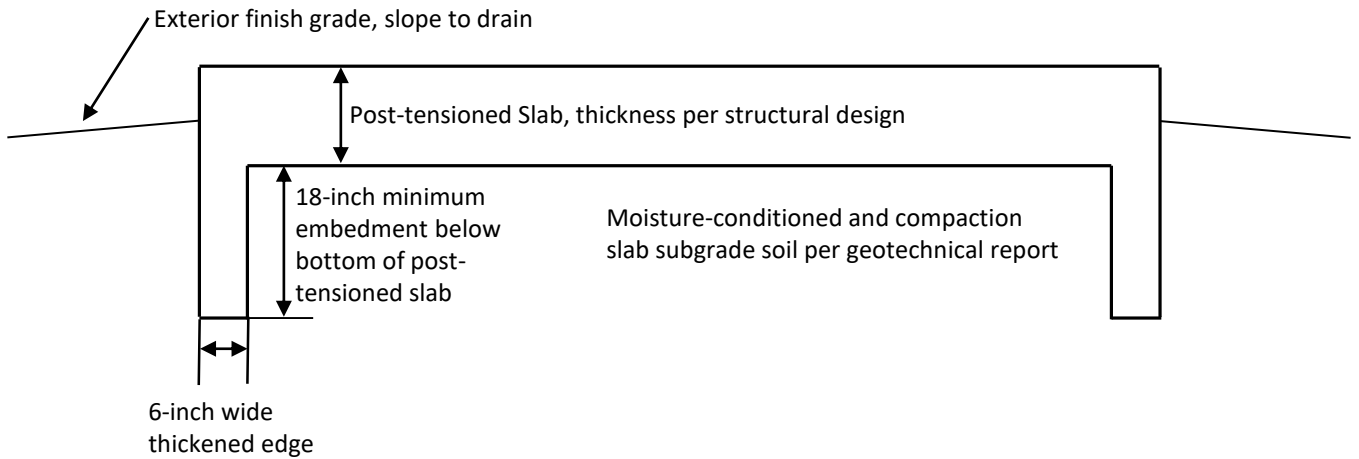 Exterior finish grade, slope to drain
Post-tensioned Slab, thickness per structural design
18-inch minimum
embedment below
bottom of post-
tensioned slab
Moisture-conditioned and compaction
slab subgrade soil per geotechnical report
6-inch wide
thickened edge